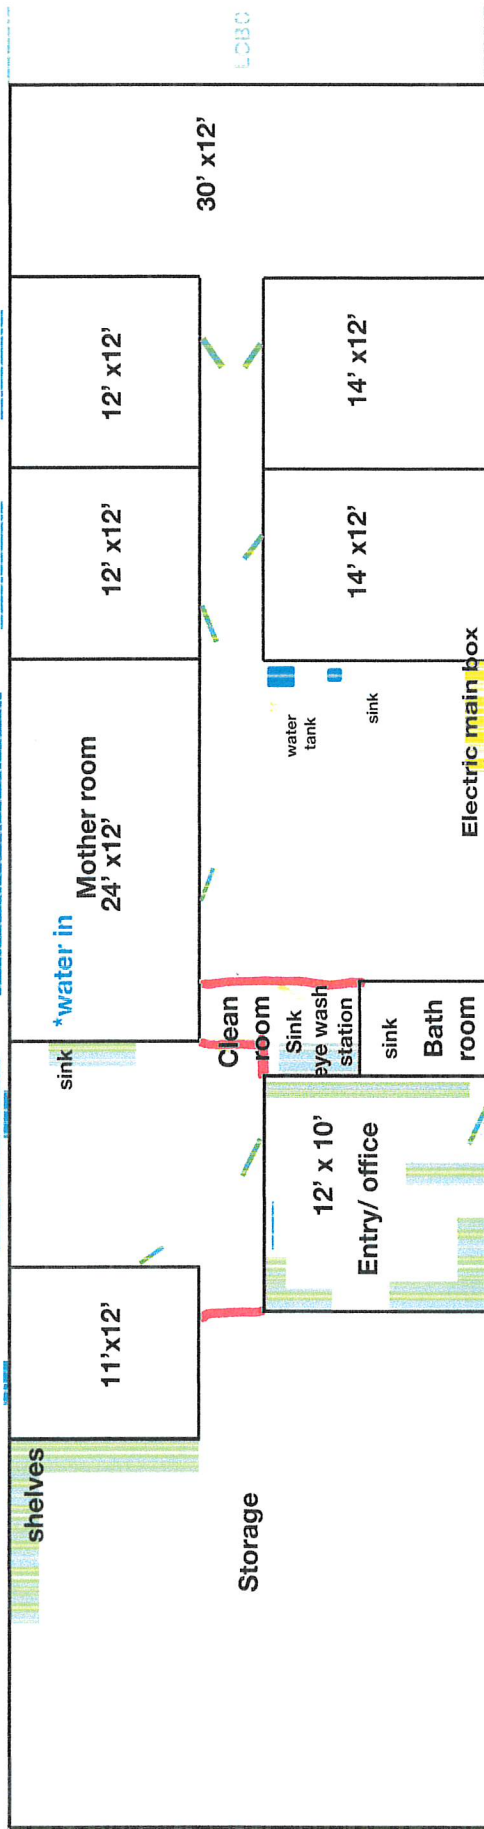 LOBO
30' x12'
12' x12'
14' x12'
12' x12'
14' x12'
Mother room
24' x12'
*water in
water
tank
sink
Electric main box
sink
Clean
room
Sink
eye wash
station
sink
Bath
room
12' x 10'
Entry/ office
11'x12'
shelves
Storage